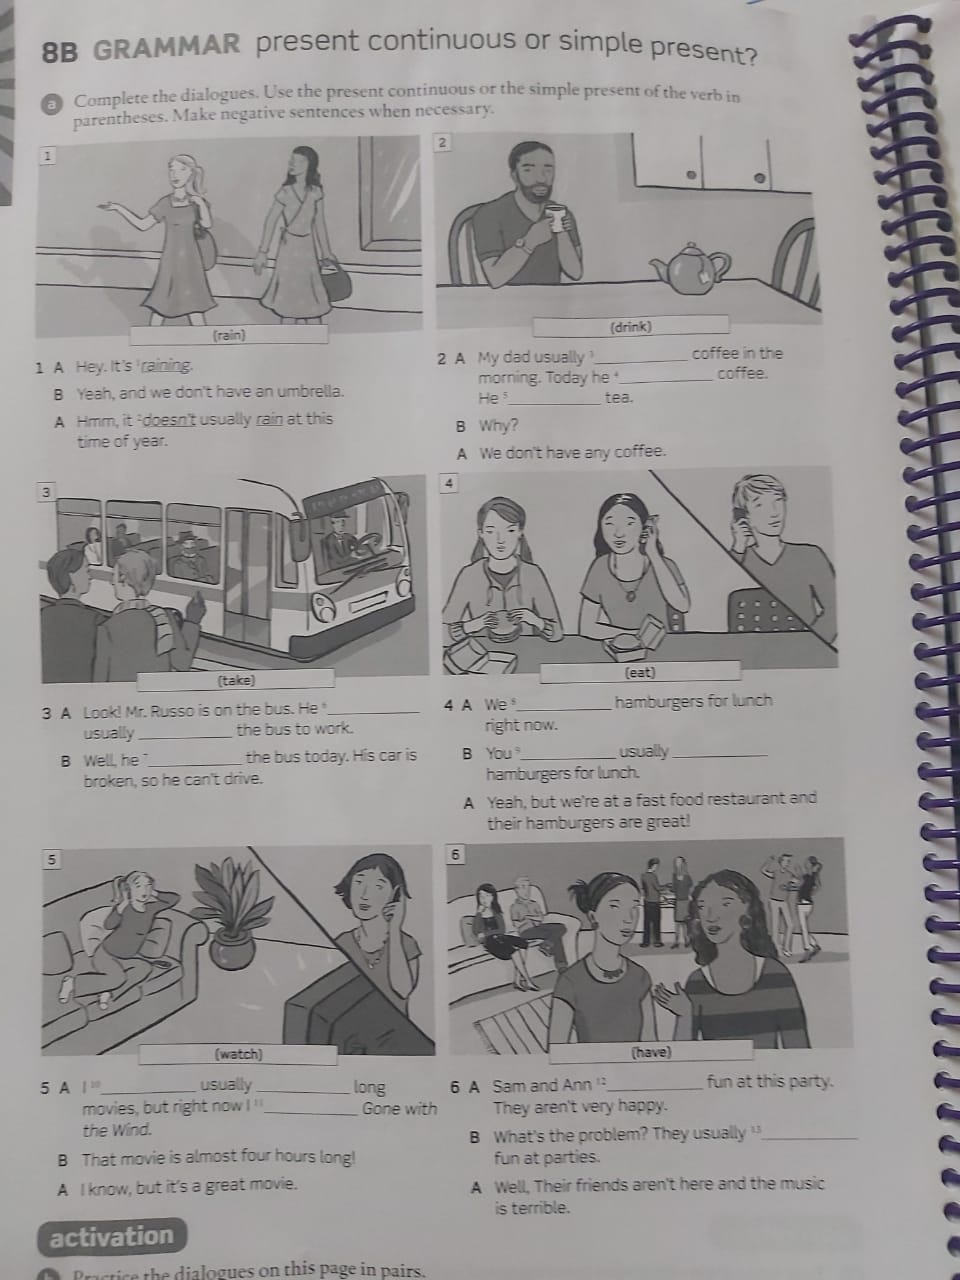 8B GRAMMAR present continuous or simple present?
a Complete the dialogues. Use the present continuous or the simple present of the verb in
parentheses. Make negative sentences when necessary.
1
(rain)
1 A Hey. It's ¹raining.
B Yeah, and we don't have an umbrella.
A Hmm, it ²doesn't usually rain at this
time of year.
2
(drink)
2 A My dad usually ³__________ coffee in the
morning. Today he ⁴__________ coffee.
He ⁵__________ tea.
B Why?
A We don't have any coffee.
3
(take)
3 A Look! Mr. Russo is on the bus. He ⁶__________
usually __________ the bus to work.
B Well, he ⁷__________ the bus today. His car is
broken, so he can't drive.
4
(eat)
4 A We ⁸__________ hamburgers for lunch
right now.
B You ⁹__________ usually __________
hamburgers for lunch.
A Yeah, but we're at a fast food restaurant and
their hamburgers are great!
5
(watch)
5 A I ¹⁰__________ usually __________ long
movies, but right now I ¹¹__________ Gone with
the Wind.
B That movie is almost four hours long!
A I know, but it's a great movie.
6
(have)
6 A Sam and Ann ¹²__________ fun at this party.
They aren't very happy.
B What's the problem? They usually ¹³__________
fun at parties.
A Well, Their friends aren't here and the music
is terrible.
activation
b Practice the dialogues on this page in pairs.